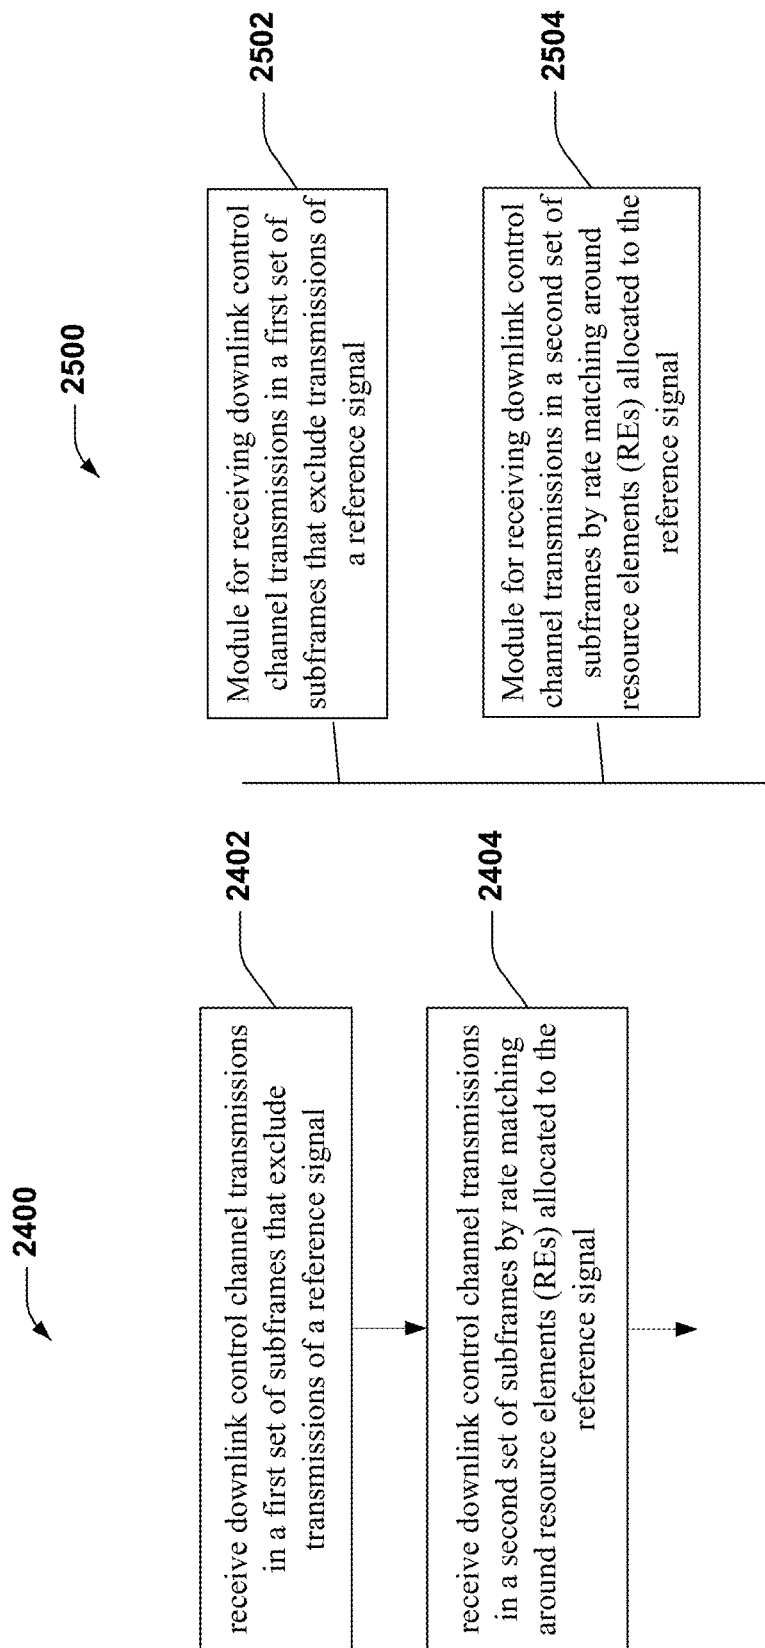 2400
receive downlink control channel transmissions
in a first set of subframes that exclude
transmissions of a reference signal
2402
receive downlink control channel transmissions
in a second set of subframes by rate matching
around resource elements (REs) allocated to the
reference signal
2404
2500
Module for receiving downlink control
channel transmissions in a first set of
subframes that exclude transmissions of
a reference signal
2502
Module for receiving downlink control
channel transmissions in a second set of
subframes by rate matching around
resource elements (REs) allocated to the
reference signal
2504